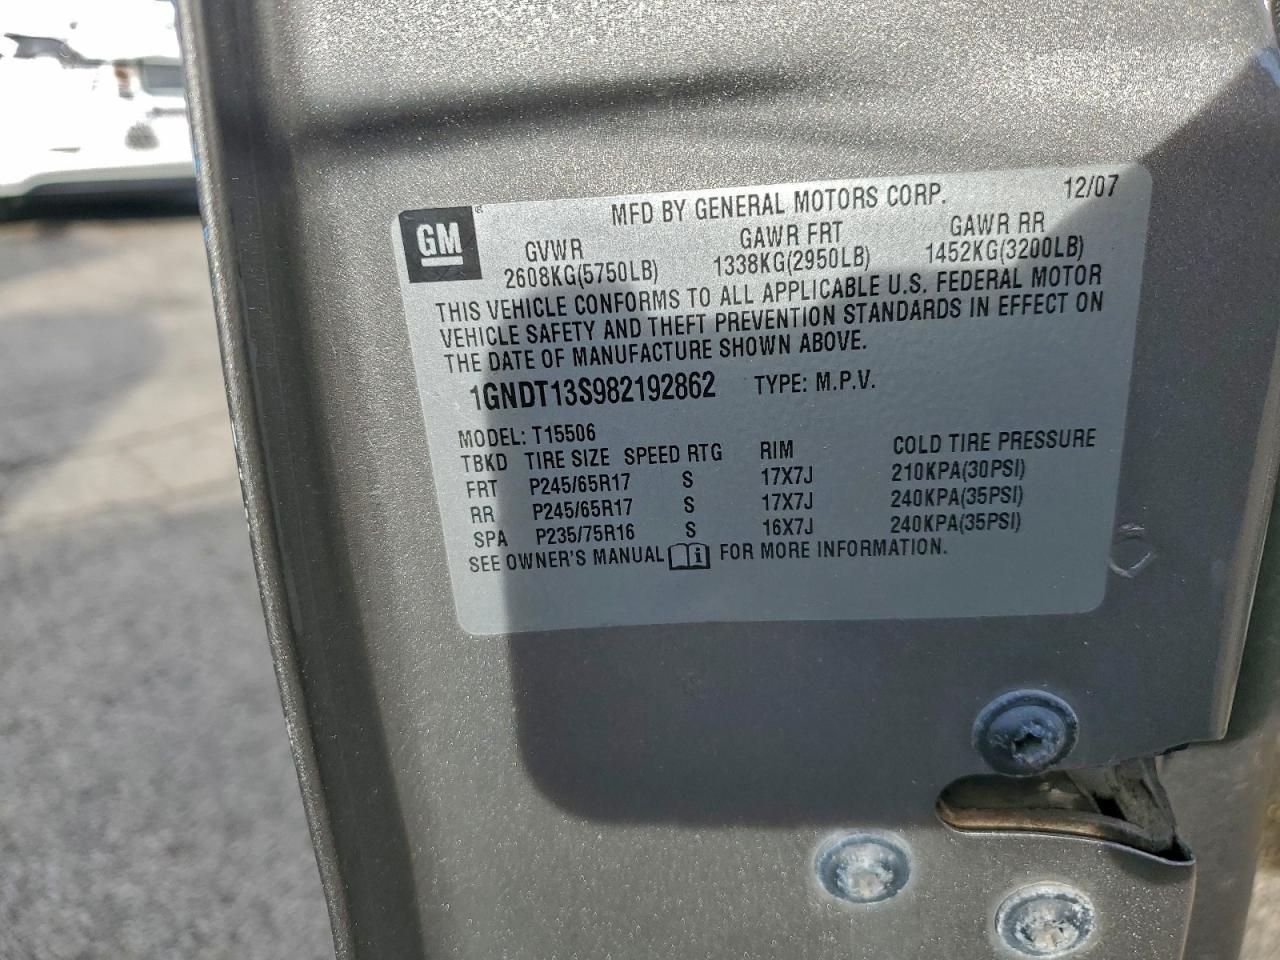 MFD BY GENERAL MOTORS CORP. 12/07
GM®
GVWR GAWR FRT GAWR RR
2608KG(5750LB) 1338KG(2950LB) 1452KG(3200LB)
THIS VEHICLE CONFORMS TO ALL APPLICABLE U.S. FEDERAL MOTOR
VEHICLE SAFETY AND THEFT PREVENTION STANDARDS IN EFFECT ON
THE DATE OF MANUFACTURE SHOWN ABOVE.
1GNDT13S982192862 TYPE: M.P.V.
MODEL: T15506
TBKD TIRE SIZE SPEED RTG RIM COLD TIRE PRESSURE
FRT P245/65R17 S 17X7J 210KPA(30PSI)
RR P245/65R17 S 17X7J 240KPA(35PSI)
SPA P235/75R16 S 16X7J 240KPA(35PSI)
SEE OWNER'S MANUAL i FOR MORE INFORMATION.